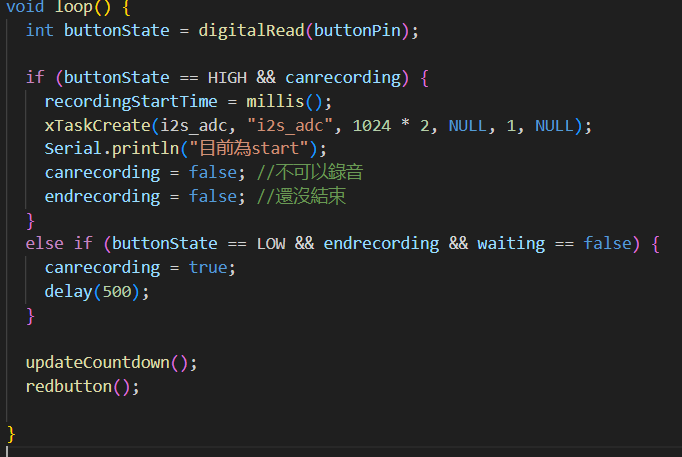 void loop() {
int buttonState = digitalRead(buttonPin);
if (buttonState == HIGH && canrecording) {
recordingStartTime = millis();
xTaskCreate(i2s_adc, "i2s_adc", 1024 * 2, NULL, 1, NULL);
Serial.println("目前為start");
canrecording = false; //不可以錄音
endrecording = false; //還沒結束
}
else if (buttonState == LOW && endrecording && waiting == false) {
canrecording = true;
delay(500);
}
updateCountdown();
redbutton();
}